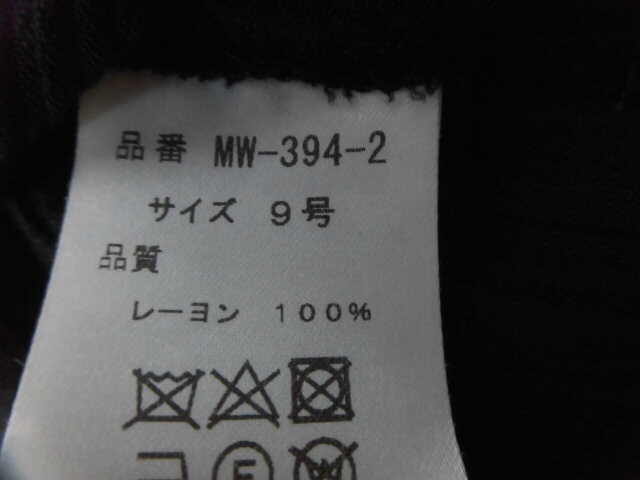 品番 MW-394-2
サイズ 9号
品質
レーヨン 100%
F
W